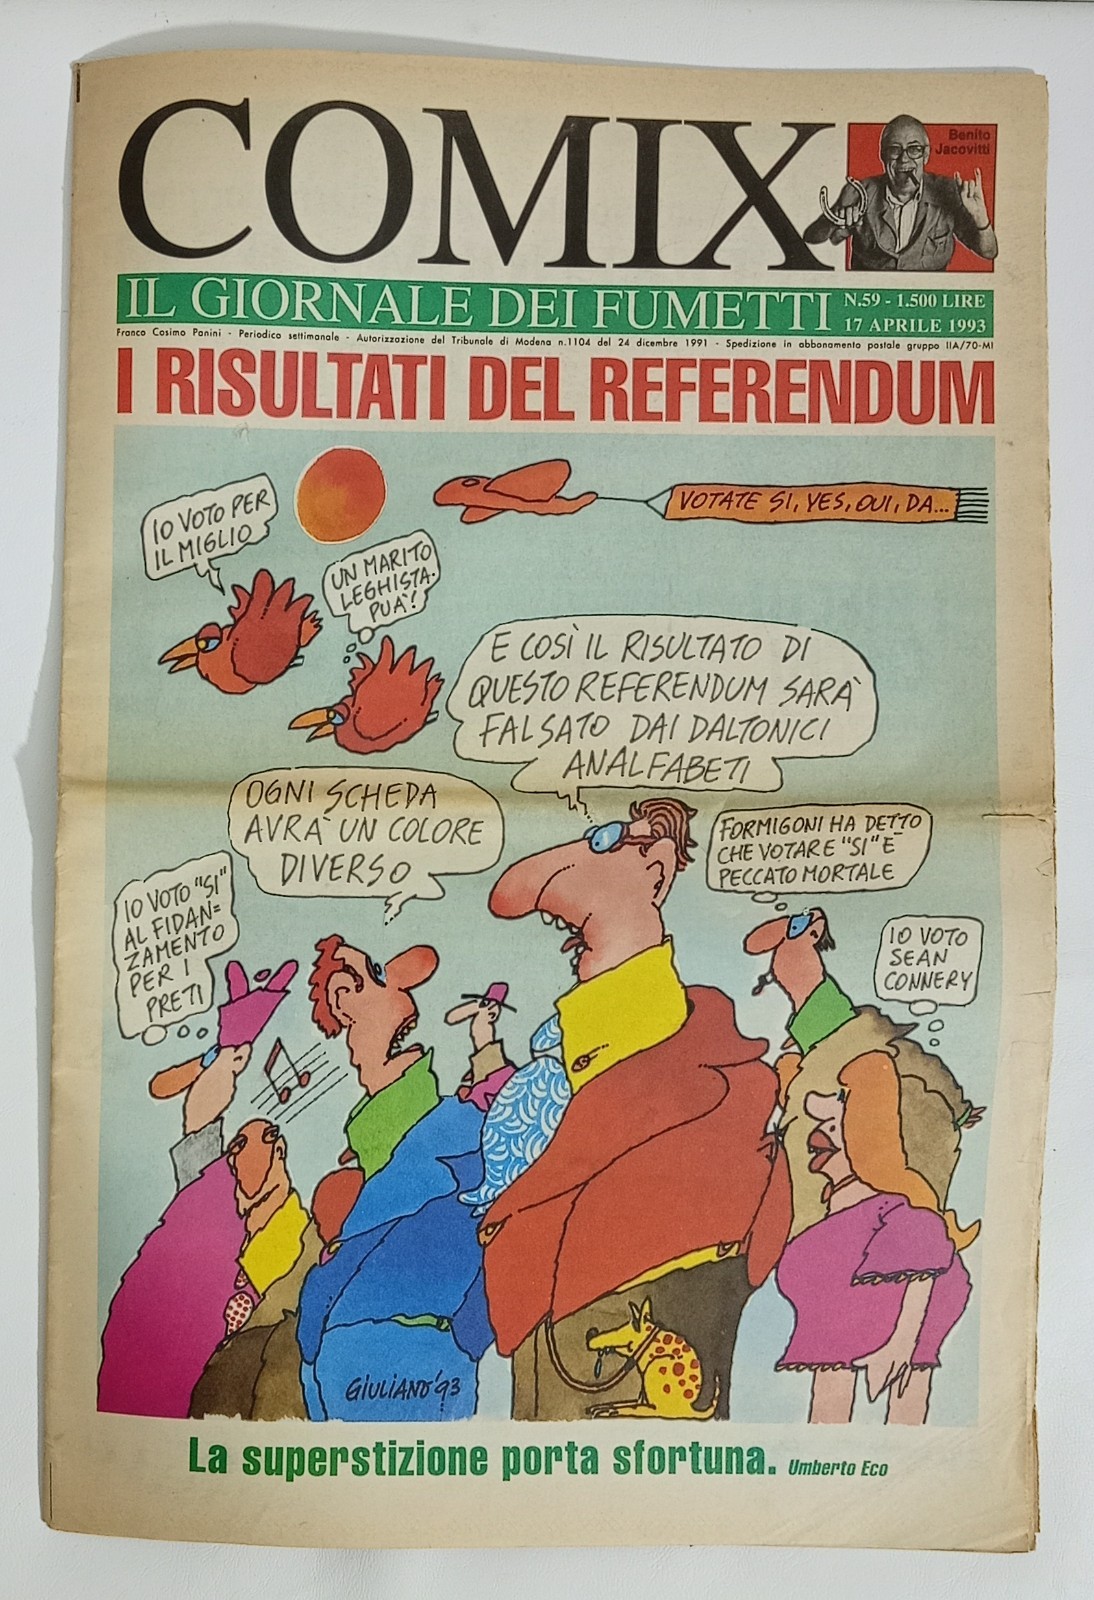 COMIX
Benito
Jacovitti
IL GIORNALE DEI FUMETTI
N.59 - 1.500 LIRE
17 APRILE 1993
Franco Cosimo Panini - Periodico settimanale - Autorizzazione del Tribunale di Modena n.1104 del 24 dicembre 1991 - Spedizione in abbonamento postale gruppo IIA/70-MI
I RISULTATI DEL REFERENDUM
IO VOTO PER
IL MIGLIO
VOTATE SI, YES, OUI, DA...
UN MARITO
LEGHISTA.
PUA'!
E COSÌ IL RISULTATO DI
QUESTO REFERENDUM SARA'
FALSATO DAI DALTONICI
ANALFABETI
OGNI SCHEDA
AVRA' UN COLORE
DIVERSO
FORMIGONI HA DETTO
CHE VOTARE "SI" E'
PECCATO MORTALE
IO VOTO "SI"
AL FIDAN=
ZAMENTO
PER I
PRETI
IO VOTO
SEAN
CONNERY
GIULIANO '93
La superstizione porta sfortuna. Umberto Eco